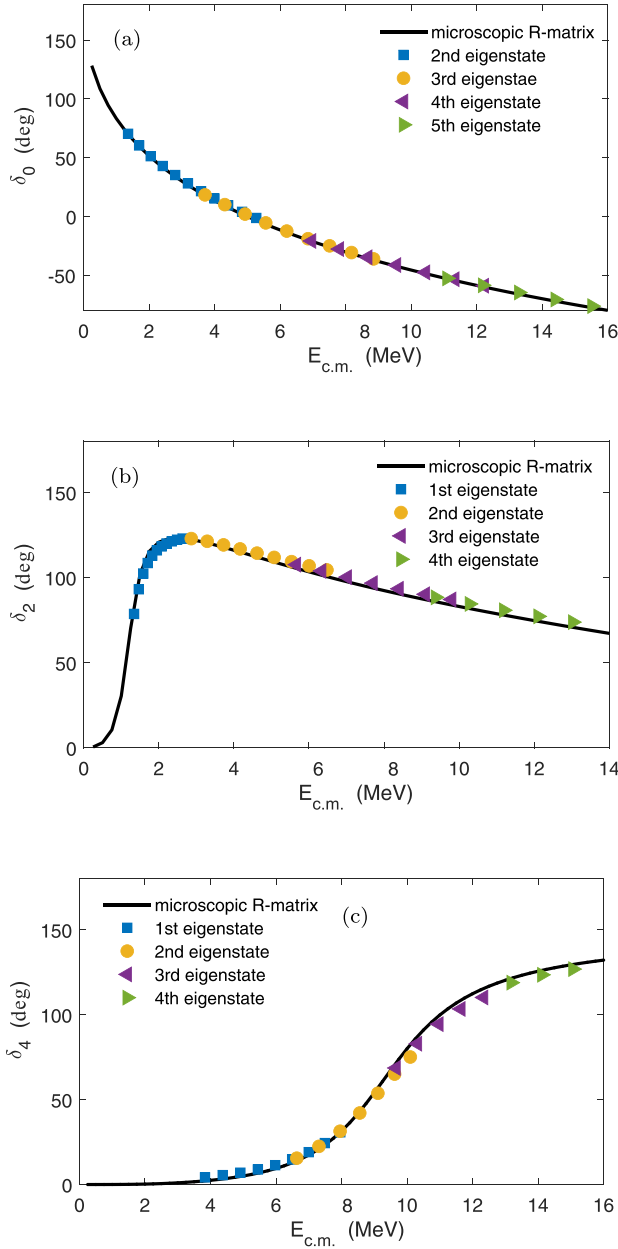 (a)
microscopic R-matrix
2nd eigenstate
3rd eigenstae
4th eigenstate
5th eigenstate
150
100
50
0
-50
δ0 (deg)
0 2 4 6 8 10 12 14 16
Ec.m. (MeV)
(b)
microscopic R-matrix
1st eigenstate
2nd eigenstate
3rd eigenstate
4th eigenstate
150
100
50
0
δ2 (deg)
0 2 4 6 8 10 12 14
Ec.m. (MeV)
microscopic R-matrix
(c)
1st eigenstate
2nd eigenstate
3rd eigenstate
4th eigenstate
150
100
50
0
δ4 (deg)
0 2 4 6 8 10 12 14 16
Ec.m. (MeV)